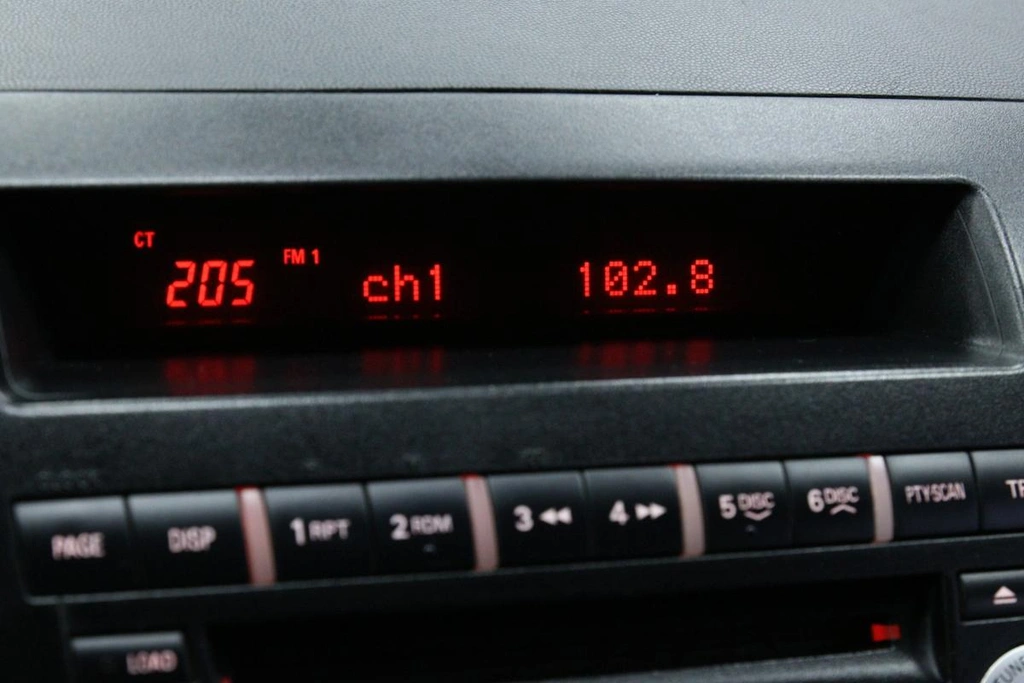 CT
205 FM 1 ch1 102.8
PAGE DISP 1 RPT 2 RDM 3 4 5 DISC 6 DISC PTY-SCAN
LOAD
TUNE